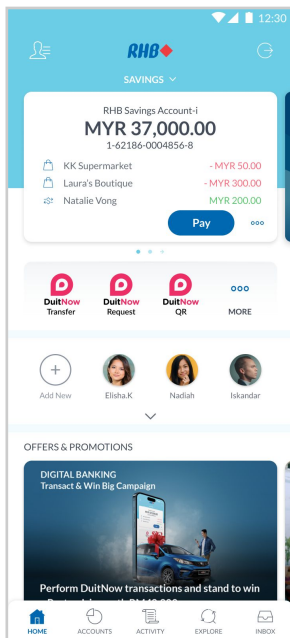 12:30
RHB
SAVINGS
RHB Savings Account-i
MYR 37,000.00
1-62186-0004856-8
KK Supermarket - MYR 50.00
Laura's Boutique - MYR 300.00
Natalie Vong MYR 200.00
Pay
DuitNow DuitNow DuitNow
Transfer Request QR MORE
Add New Elisha.K Nadiah Iskandar
OFFERS & PROMOTIONS
DIGITAL BANKING
Transact & Win Big Campaign
Perform DuitNow transactions and stand to win
HOME ACCOUNTS ACTIVITY EXPLORE INBOX